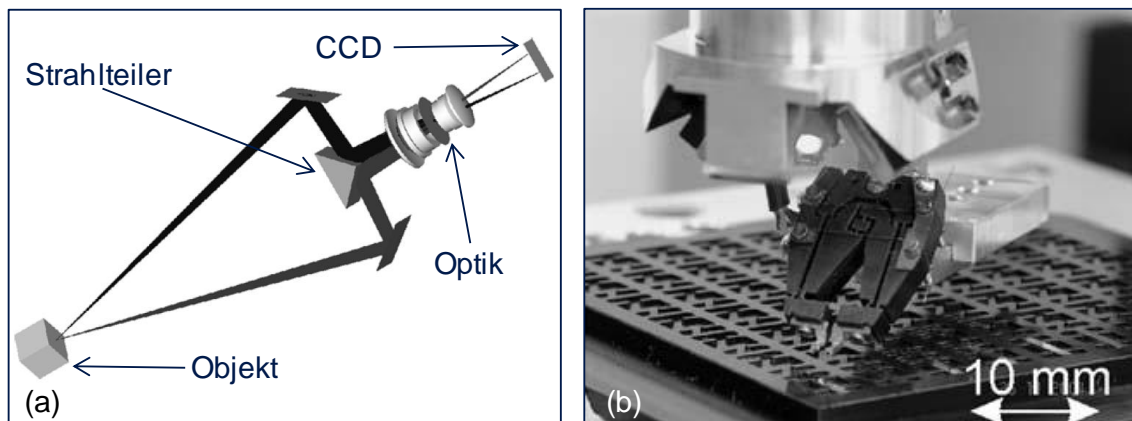 CCD
Strahlteiler
Optik
Objekt
(a)
(b)
10 mm